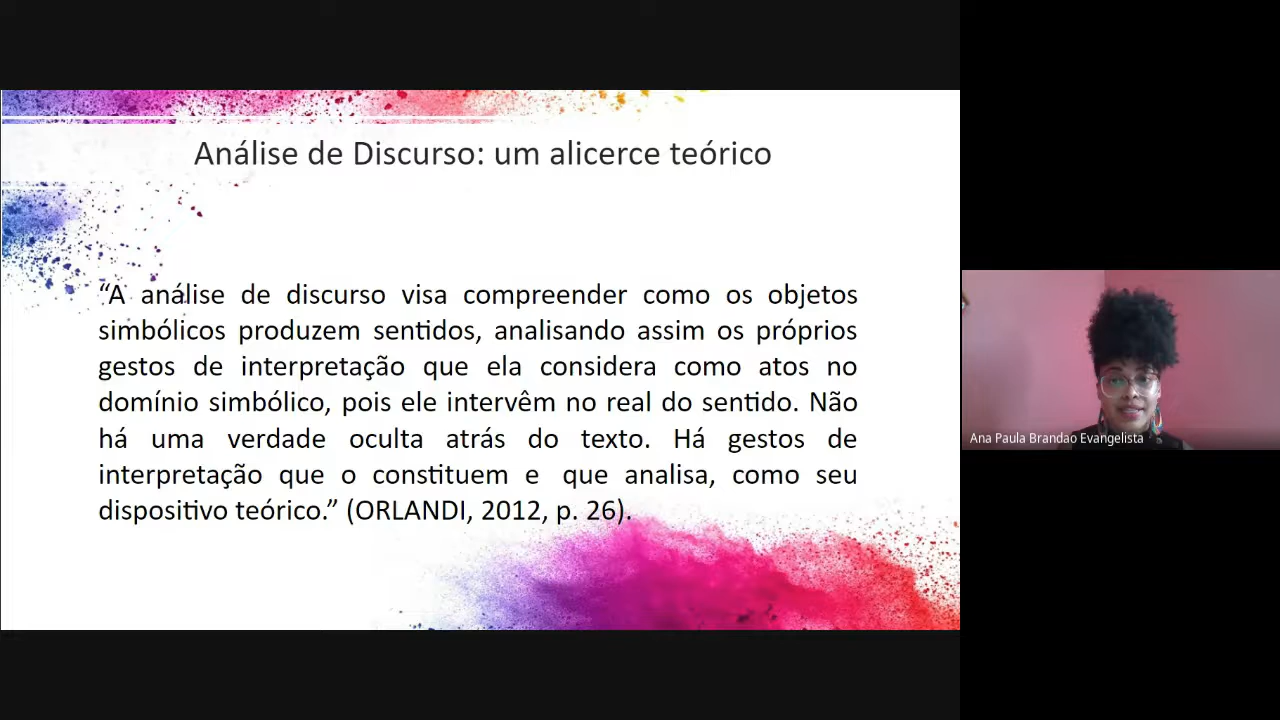 Análise de Discurso: um alicerce teórico
“A análise de discurso visa compreender como os objetos
simbólicos produzem sentidos, analisando assim os próprios
gestos de interpretação que ela considera como atos no
domínio simbólico, pois ele intervêm no real do sentido. Não
há uma verdade oculta atrás do texto. Há gestos de
interpretação que o constituem e que analisa, como seu
dispositivo teórico.” (ORLANDI, 2012, p. 26).
Ana Paula Brandao Evangelista